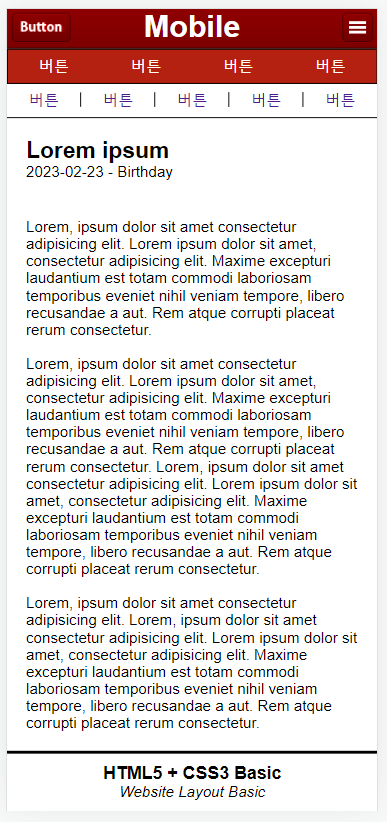 Button Mobile
버튼 버튼 버튼 버튼
버튼 | 버튼 | 버튼 | 버튼 | 버튼
Lorem ipsum
2023-02-23 - Birthday
Lorem, ipsum dolor sit amet consectetur
adipisicing elit. Lorem ipsum dolor sit amet,
consectetur adipisicing elit. Maxime excepturi
laudantium est totam commodi laboriosam
temporibus eveniet nihil veniam tempore, libero
recusandae a aut. Rem atque corrupti placeat
rerum consectetur.
Lorem, ipsum dolor sit amet consectetur
adipisicing elit. Lorem ipsum dolor sit amet,
consectetur adipisicing elit. Maxime excepturi
laudantium est totam commodi laboriosam
temporibus eveniet nihil veniam tempore, libero
recusandae a aut. Rem atque corrupti placeat
rerum consectetur. Lorem, ipsum dolor sit amet
consectetur adipisicing elit. Lorem ipsum dolor sit
amet, consectetur adipisicing elit. Maxime
excepturi laudantium est totam commodi
laboriosam temporibus eveniet nihil veniam
tempore, libero recusandae a aut. Rem atque
corrupti placeat rerum consectetur.
Lorem, ipsum dolor sit amet consectetur
adipisicing elit. Lorem, ipsum dolor sit amet
consectetur adipisicing elit. Lorem ipsum dolor sit
amet, consectetur adipisicing elit. Maxime
excepturi laudantium est totam commodi
laboriosam temporibus eveniet nihil veniam
tempore, libero recusandae a aut. Rem atque
corrupti placeat rerum consectetur.
HTML5 + CSS3 Basic
Website Layout Basic